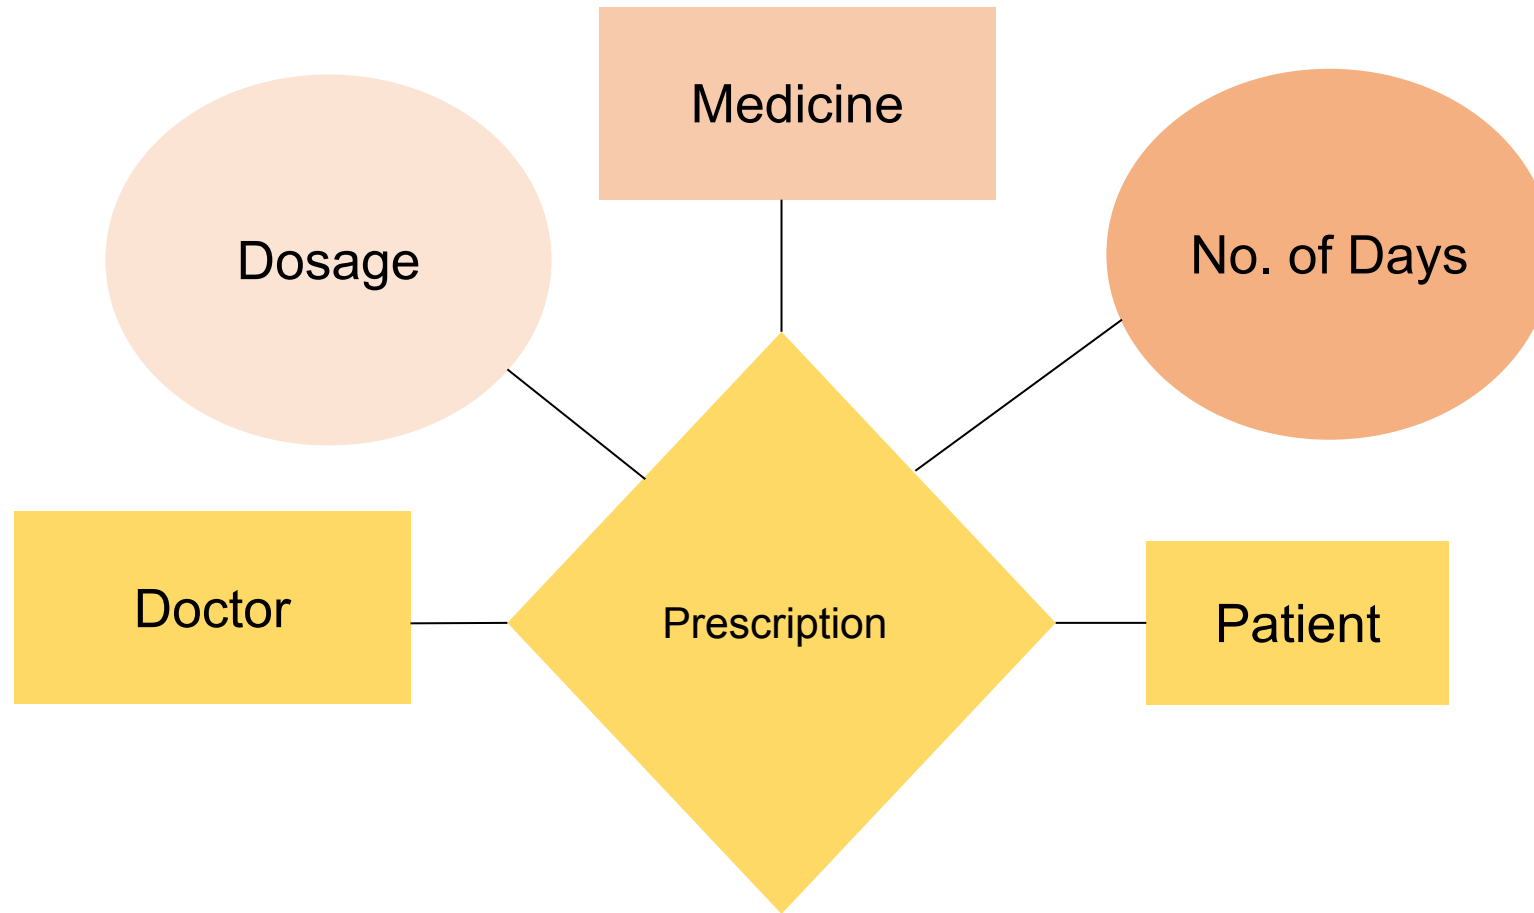 Medicine
Dosage
No. of Days
Doctor
Prescription
Patient